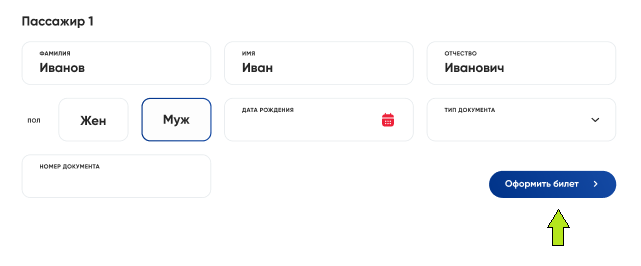 Пассажир 1
ФАМИЛИЯ
Иванов
ИМЯ
Иван
ОТЧЕСТВО
Иванович
ПОЛ
Жен
Муж
ДАТА РОЖДЕНИЯ
ТИП ДОКУМЕНТА
НОМЕР ДОКУМЕНТА
Оформить билет